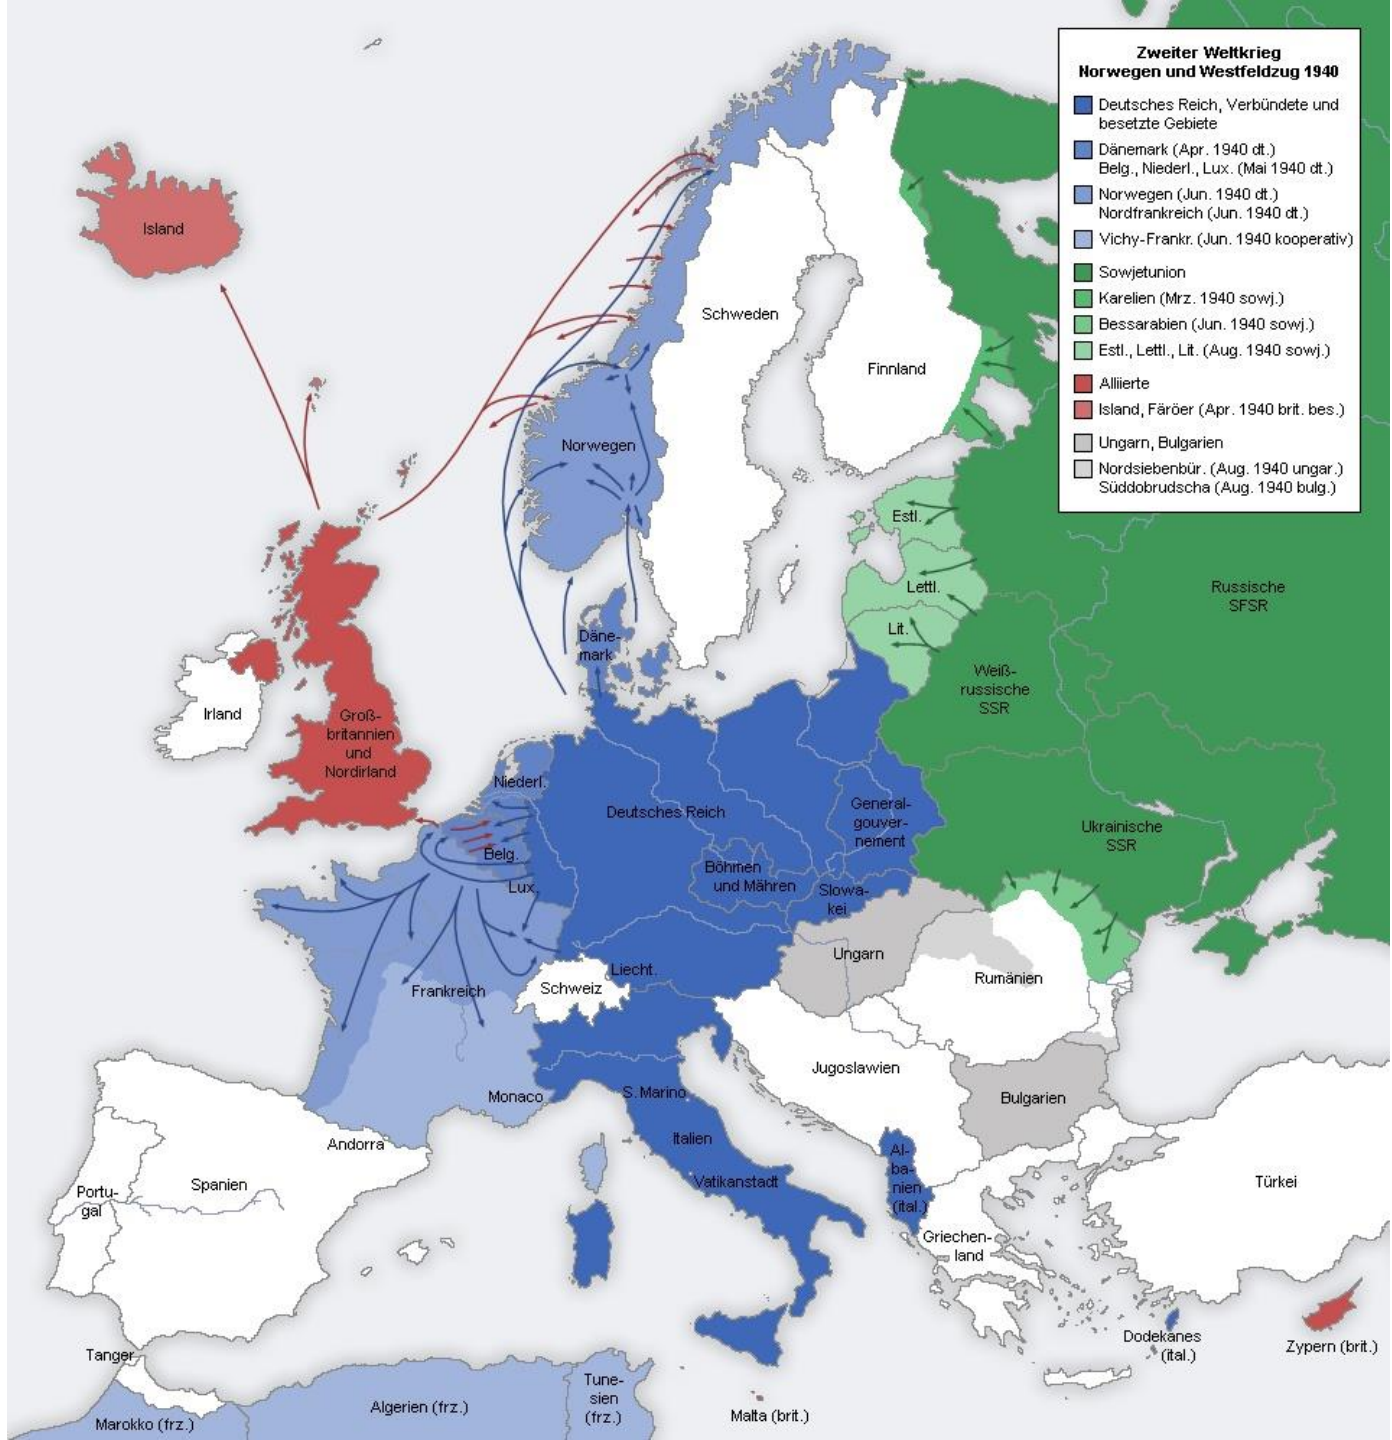 Zweiter Weltkrieg
Norwegen und Westfeldzug 1940
Deutsches Reich, Verbündete und
besetzte Gebiete
Dänemark (Apr. 1940 dt.)
Belg., Niederl., Lux. (Mai 1940 dt.)
Norwegen (Jun. 1940 dt.)
Nordfrankreich (Jun. 1940 dt.)
Vichy-Frankr. (Jun. 1940 kooperativ)
Sowjetunion
Karelien (Mrz. 1940 sowj.)
Bessarabien (Jun. 1940 sowj.)
Estl., Lettl., Lit. (Aug. 1940 sowj.)
Alliierte
Island, Färöer (Apr. 1940 brit. bes.)
Ungarn, Bulgarien
Nordsiebenbür. (Aug. 1940 ungar.)
Süddobrudscha (Aug. 1940 bulg.)
Island
Schweden
Finnland
Norwegen
Estl.
Lettl.
Lit.
Russische
SFSR
Däne-
mark
Weiß-
russische
SSR
Irland
Groß-
britannien
und
Nordirland
Niederl.
Deutsches Reich
General-
gouver-
nement
Ukrainische
SSR
Belg.
Lux.
Böhmen
und Mähren
Slowa-
kei
Ungarn
Liecht.
Schweiz
Rumänien
Frankreich
Jugoslawien
Monaco
S. Marino
Bulgarien
Andorra
Italien
Al-
ba-
nien
(ital.)
Vatikanstadt
Spanien
Portu-
gal
Türkei
Griechen-
land
Dodekanes
(ital.)
Zypern (brit.)
Tanger
Marokko (frz.)
Algerien (frz.)
Tune-
sien
(frz.)
Malta (brit.)